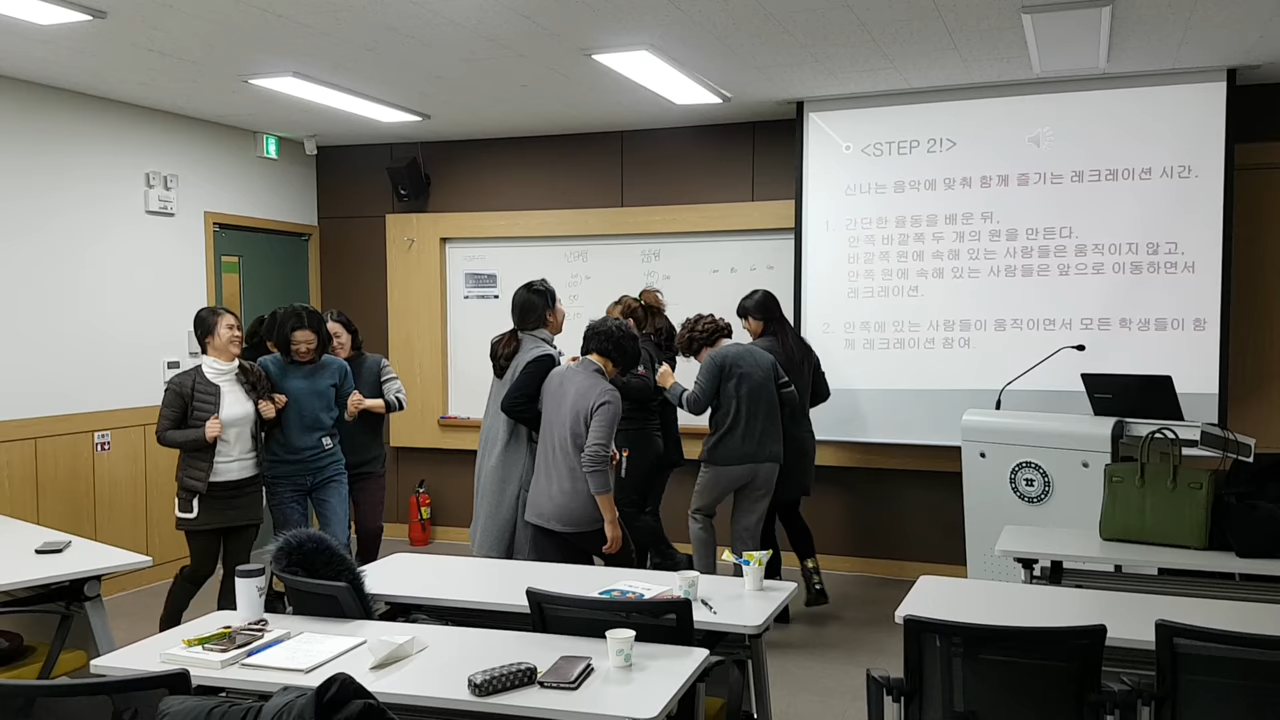 <STEP 2!>
신나는 음악에 맞춰 함께 즐기는 레크레이션 시간.
1. 간단한 율동을 배운 뒤,
안쪽 바깥쪽 두 개의 원을 만든다.
바깥쪽 원에 속해 있는 사람들은 움직이지 않고,
안쪽 원에 속해 있는 사람들은 앞으로 이동하면서
레크레이션.
2. 안쪽에 있는 사람들이 움직이면서 모든 학생들이 함
께 레크레이션 참여.